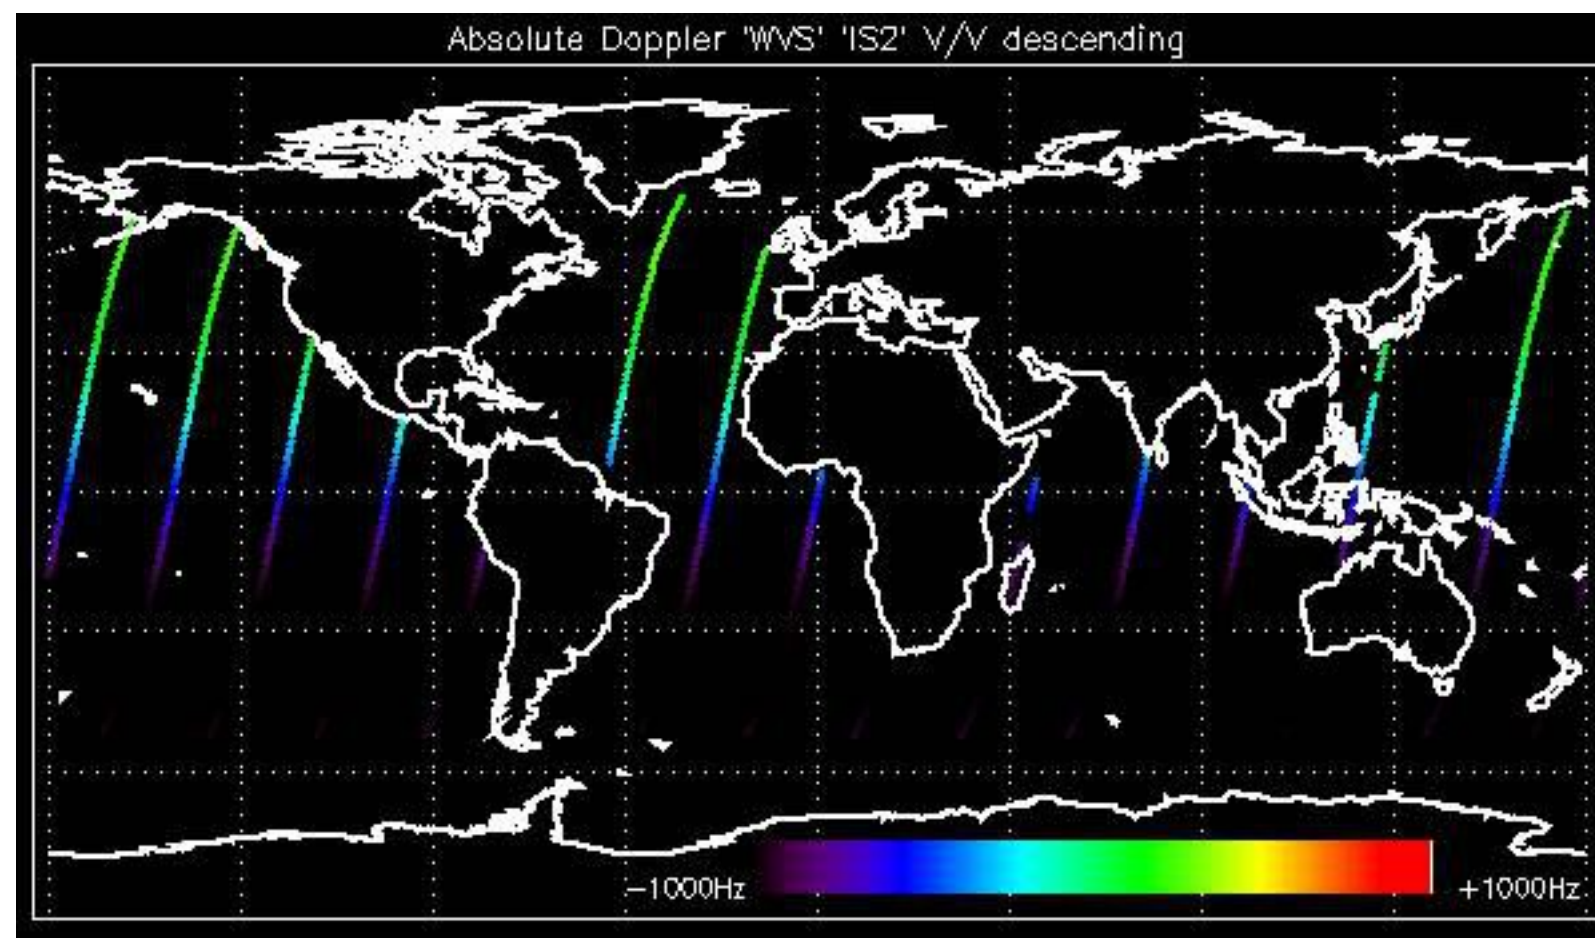 Absolute Doppler 'WVS' 'IS2' V/V descending
−1000Hz +1000Hz